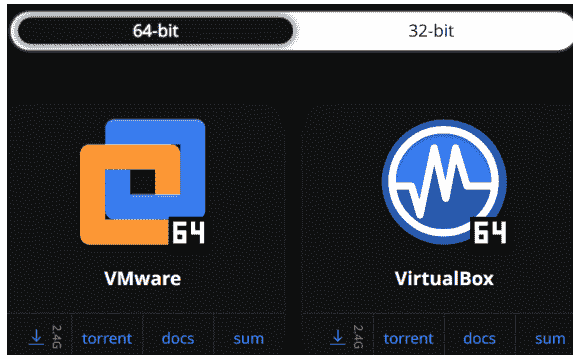 64-bit 32-bit
64 64
VMware VirtualBox
2.4G torrent docs sum 2.4G torrent docs sum